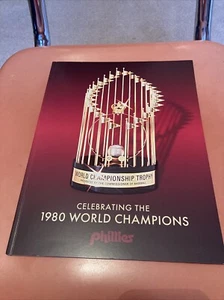 WORLD CHAMPIONSHIP TROPHY
CELEBRATING THE
1980 WORLD CHAMPIONS
phillies